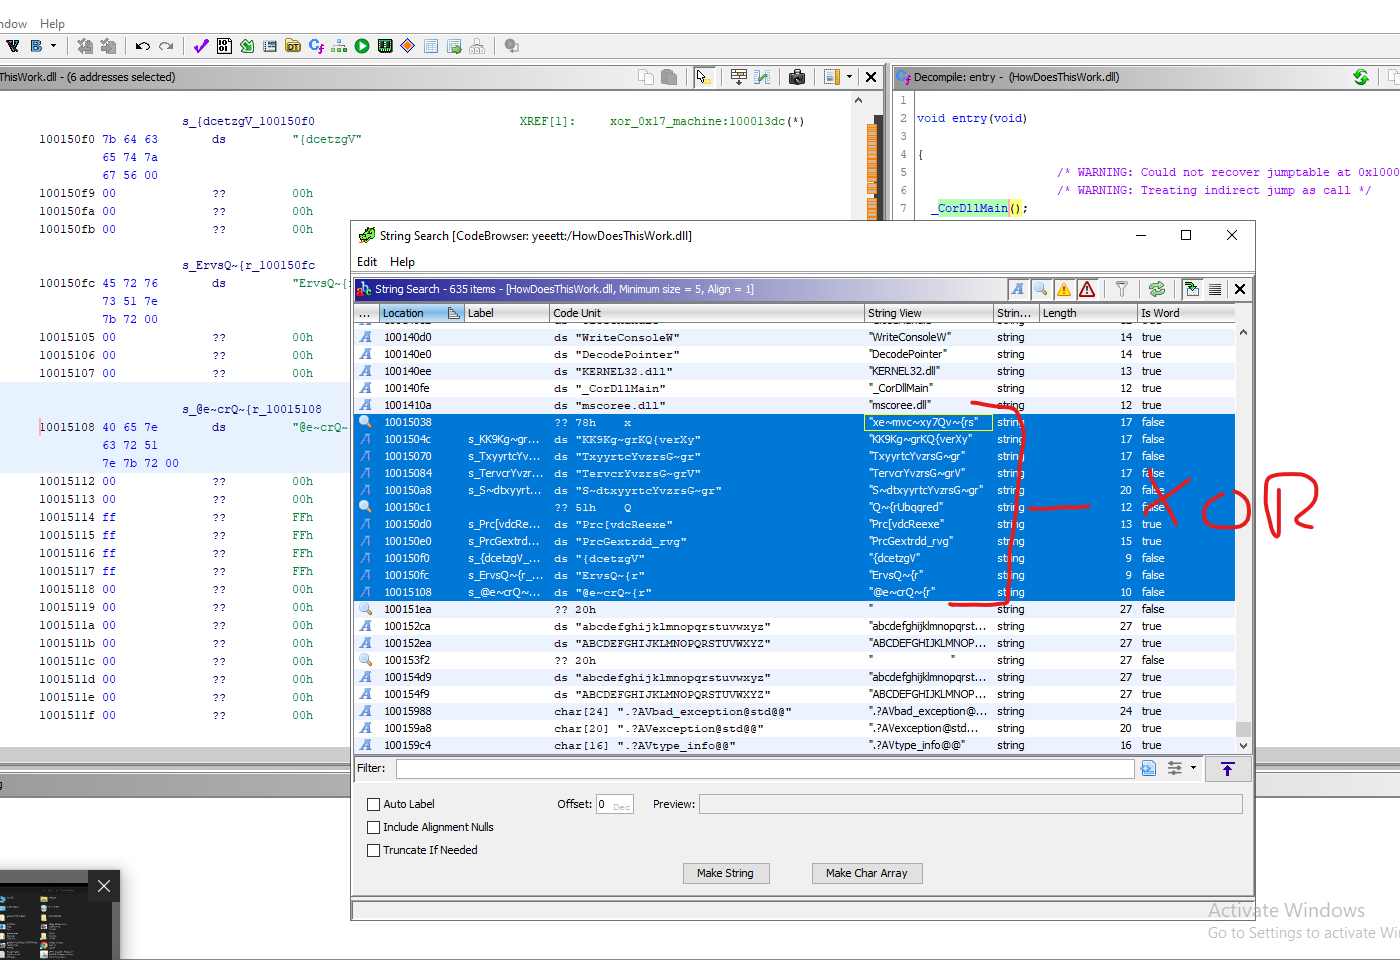 ndow Help
ThisWork.dll - (6 addresses selected)
s_{dcetzgV_100150f0 XREF[1]: xor_0x17_machine:100013dc(*)
100150f0 7b 64 63 ds "{dcetzgV"
65 74 7a
67 56 00
100150f9 00 ?? 00h
100150fa 00 ?? 00h
100150fb 00 ?? 00h
s_ErvsQ~{r_100150fc
100150fc 45 72 76 ds "ErvsQ~{r
73 51 7e
7b 72 00
10015105 00 ??
10015106 00 ??
10015107 00 ??
s_@e~crQ~{r_10015108
10015108 40 65 7e ds "@e~crQ~
63 72 51
7e 7b 72 00
10015112 00 ?? 00h
10015113 00 ?? 00h
10015114 ff ?? FFh
10015115 ff ?? FFh
10015116 ff ?? FFh
10015117 ff ?? FFh
10015118 00 ?? 00h
10015119 00 ?? 00h
1001511a 00 ?? 00h
1001511b 00 ?? 00h
1001511c 00 ?? 00h
1001511d 00 ?? 00h
1001511e 00 ?? 00h
1001511f 00 ?? 00h
Decompile: entry - (HowDoesThisWork.dll)
1
2 void entry(void)
3
4 {
5 /* WARNING: Could not recover jumptable at 0x1000
6 /* WARNING: Treating indirect jump as call */
7 _CorDllMain();
String Search [CodeBrowser: yeeett:/HowDoesThisWork.dll]
Edit Help
String Search - 635 items - [HowDoesThisWork.dll, Minimum size = 5, Align = 1]
... Location Label Code Unit String View Strin... Length Is Word
100140d0 ds "WriteConsoleW" "WriteConsoleW" string 14 true
100140e0 ds "DecodePointer" "DecodePointer" string 14 true
100140ee ds "KERNEL32.dll" "KERNEL32.dll" string 13 true
100140fe ds "_CorDllMain" "_CorDllMain" string 12 true
1001410a ds "mscoree.dll" "mscoree.dll" string 12 true
10015038 ?? 78h x "xe~mvc~xy7Qv~{rs" string 17 false
1001504c s_KK9Kg~gr... ds "KK9Kg~grKQ{verXy" "KK9Kg~grKQ{verXy" string 17 false
10015070 s_TxyyrtcYv... ds "TxyyrtcYvzrsG~gr" "TxyyrtcYvzrsG~gr" string 17 false
10015084 s_TervcrYvzr... ds "TervcrYvzrsG~grV" "TervcrYvzrsG~grV" string 17 false
100150a8 s_S~dtxyyrt... ds "S~dtxyyrtcYvzrsG~gr" "S~dtxyyrtcYvzrsG~gr" string 20 false
100150c1 ?? 51h Q "Q~{rUbqqred" string 12 false
100150d0 s_Prc[vdcRe... ds "Prc[vdcReexe" "Prc[vdcReexe" string 13 true
100150e0 s_PrcGextrd... ds "PrcGextrdd_rvg" "PrcGextrdd_rvg" string 15 true
100150f0 s_{dcetzgV_... ds "{dcetzgV" "{dcetzgV" string 9 false
100150fc s_ErvsQ~{r_... ds "ErvsQ~{r" "ErvsQ~{r" string 9 false
10015108 s_@e~crQ~{r... ds "@e~crQ~{r" "@e~crQ~{r" string 10 false
XOR
100151ea ?? 20h " string 27 false
100152ca ds "abcdefghijklmnopqrstuvwxyz" "abcdefghijklmnopqrst... string 27 true
100152ea ds "ABCDEFGHIJKLMNOPQRSTUVWXYZ" "ABCDEFGHIJKLMNOP... string 27 true
100153f2 ?? 20h " " string 27 false
100154d9 ds "abcdefghijklmnopqrstuvwxyz" "abcdefghijklmnopqrst... string 27 true
100154f9 ds "ABCDEFGHIJKLMNOPQRSTUVWXYZ" "ABCDEFGHIJKLMNOP... string 27 true
10015988 char[24] ".?AVbad_exception@std@@" ".?AVbad_exception@... string 24 true
100159a8 char[20] ".?AVexception@std@@" ".?AVexception@std... string 20 true
100159c4 char[16] ".?AVtype_info@@" ".?AVtype_info@@" string 16 true
Filter:
Auto Label Offset: 0 Dec Preview:
Include Alignment Nulls
Truncate If Needed
Make String Make Char Array
Activate Windows
Go to Settings to activate Wi